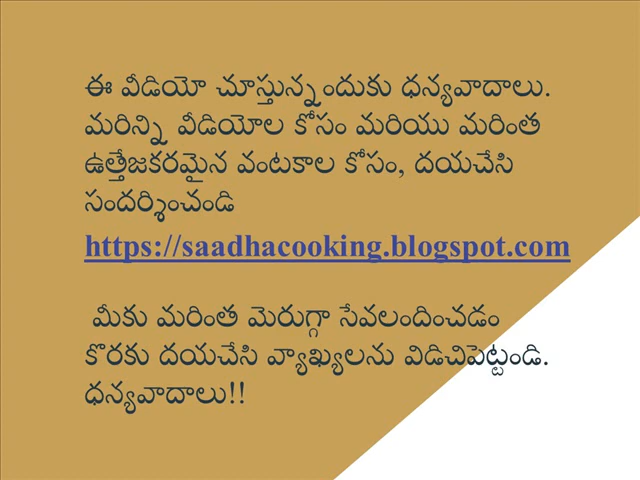 ఈ వీడియో చూస్తున్నందుకు ధన్యవాదాలు.
మరిన్ని వీడియోల కోసం మరియు మరింత
ఉత్తేజకరమైన వంటకాల కోసం, దయచేసి
సందర్శించండి
https://saadhacooking.blogspot.com
మీకు మరింత మెరుగ్గా సేవలందించడం
కొరకు దయచేసి వ్యాఖ్యలను విడిచిపెట్టండి.
ధన్యవాదాలు!!